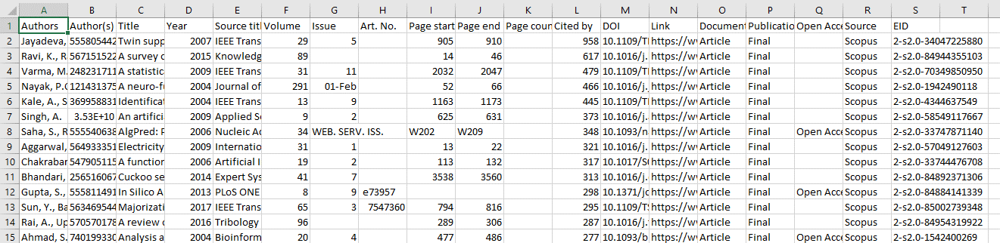 A B C D E F G H I J K L M N O P Q R S T
1 Authors Author(s) Title Year Source titl Volume Issue Art. No. Page start Page end Page coun Cited by DOI Link Document Publicatio Open Acce Source EID
2 Jayadeva, 555805442 Twin supp 2007 IEEE Trans 29 5 905 910 958 10.1109/TI https://w Article Final Scopus 2-s2.0-34047225880
3 Ravi, K., R 567151522 A survey o 2015 Knowledg 89 14 46 617 10.1016/j. https://w Article Final Scopus 2-s2.0-84944355103
4 Varma, M. 248231711 A statistic 2009 IEEE Trans 31 11 2032 2047 479 10.1109/TI https://w Article Final Scopus 2-s2.0-70349850950
5 Nayak, P.C 121431375 A neuro-fu 2004 Journal of 291 01-Feb 52 66 466 10.1016/j. https://w Article Final Scopus 2-s2.0-1942490118
6 Kale, A., S 369958831 Identificat 2004 IEEE Trans 13 9 1163 1173 445 10.1109/TI https://w Article Final Scopus 2-s2.0-4344637549
7 Singh, A. 3.53E+10 An artifici 2009 Applied So 9 2 625 631 373 10.1016/j. https://w Article Final Scopus 2-s2.0-58549117667
8 Saha, S., R 555540638 AlgPred: P 2006 Nucleic Ac 34 WEB. SERV. ISS. W202 W209 348 10.1093/n https://w Article Final Open Acce Scopus 2-s2.0-33747871140
9 Aggarwal, 564933351 Electricity 2009 Internatio 31 1 13 22 321 10.1016/j. https://w Article Final Scopus 2-s2.0-57049127603
10 Chakrabar 547905115 A function 2006 Artificial I 19 2 113 132 317 10.1017/S https://w Article Final Scopus 2-s2.0-33744476708
11 Bhandari, 256516067 Cuckoo se 2014 Expert Sys 41 7 3538 3560 313 10.1016/j. https://w Article Final Scopus 2-s2.0-84892371306
12 Gupta, S., 555811491 In Silico A 2013 PLoS ONE 8 9 e73957 298 10.1371/jo https://w Article Final Open Acce Scopus 2-s2.0-84884141339
13 Sun, Y., Ba 563469544 Majorizati 2017 IEEE Trans 65 3 7547360 794 816 295 10.1109/TS https://w Article Final Scopus 2-s2.0-85002739348
14 Rai, A., Up 570570178 A review o 2016 Tribology 96 289 306 287 10.1016/j. https://w Article Final Scopus 2-s2.0-84954319922
15 Ahmad, S. 740199330 Analysis a 2004 Bioinform 20 4 477 486 277 10.1093/b https://w Article Final Open Acce Scopus 2-s2.0-1542400269